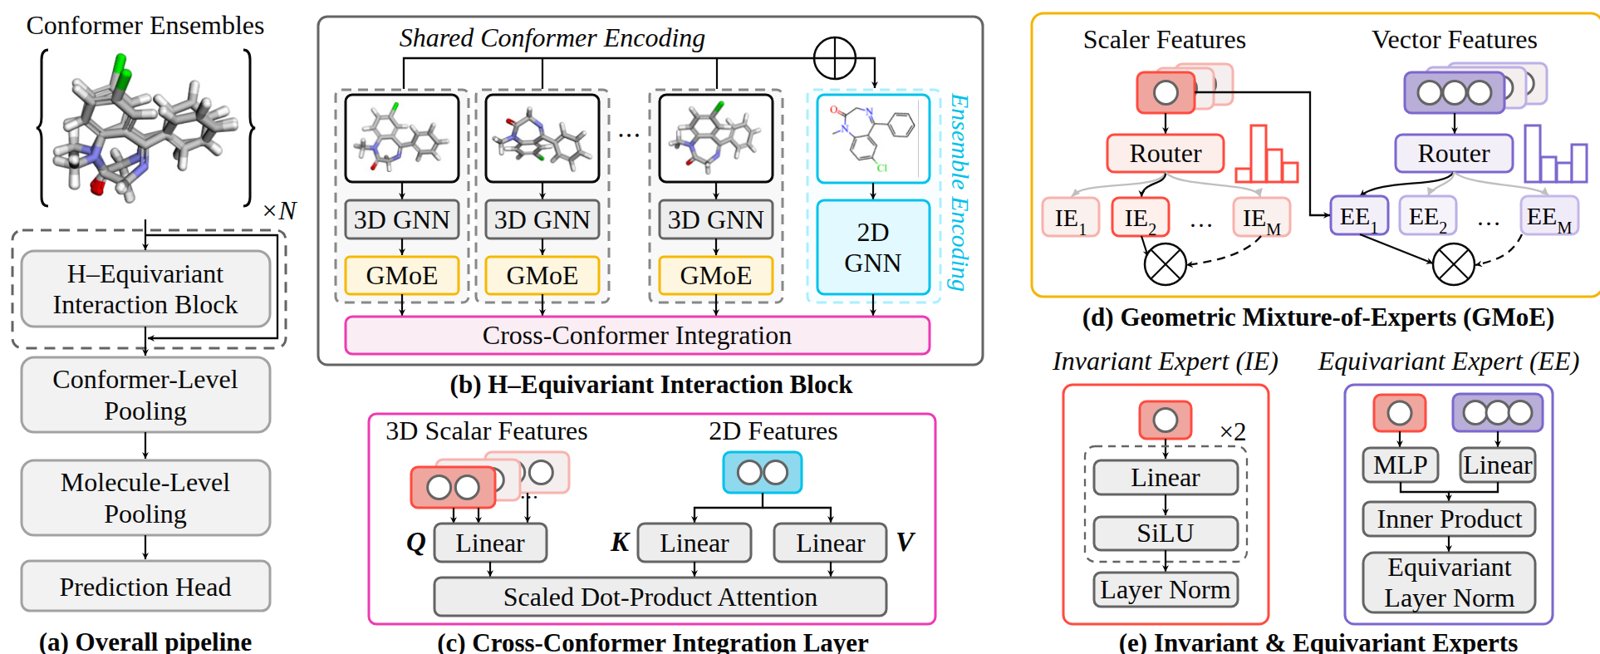 Conformer Ensembles
×N
H–Equivariant
Interaction Block
Conformer-Level
Pooling
Molecule-Level
Pooling
Prediction Head
(a) Overall pipeline
Shared Conformer Encoding
Ensemble Encoding
O
N
N
Cl
...
3D GNN
3D GNN
3D GNN
2D
GNN
GMoE
GMoE
GMoE
Cross-Conformer Integration
(b) H–Equivariant Interaction Block
3D Scalar Features
2D Features
...
Q
Linear
K
Linear
Linear
V
Scaled Dot-Product Attention
(c) Cross-Conformer Integration Layer
Scaler Features
Vector Features
Router
Router
IE1
IE2
...
IEM
EE1
EE2
...
EEM
(d) Geometric Mixture-of-Experts (GMoE)
Invariant Expert (IE)
Equivariant Expert (EE)
×2
Linear
SiLU
Layer Norm
MLP
Linear
Inner Product
Equivariant
Layer Norm
(e) Invariant & Equivariant Experts